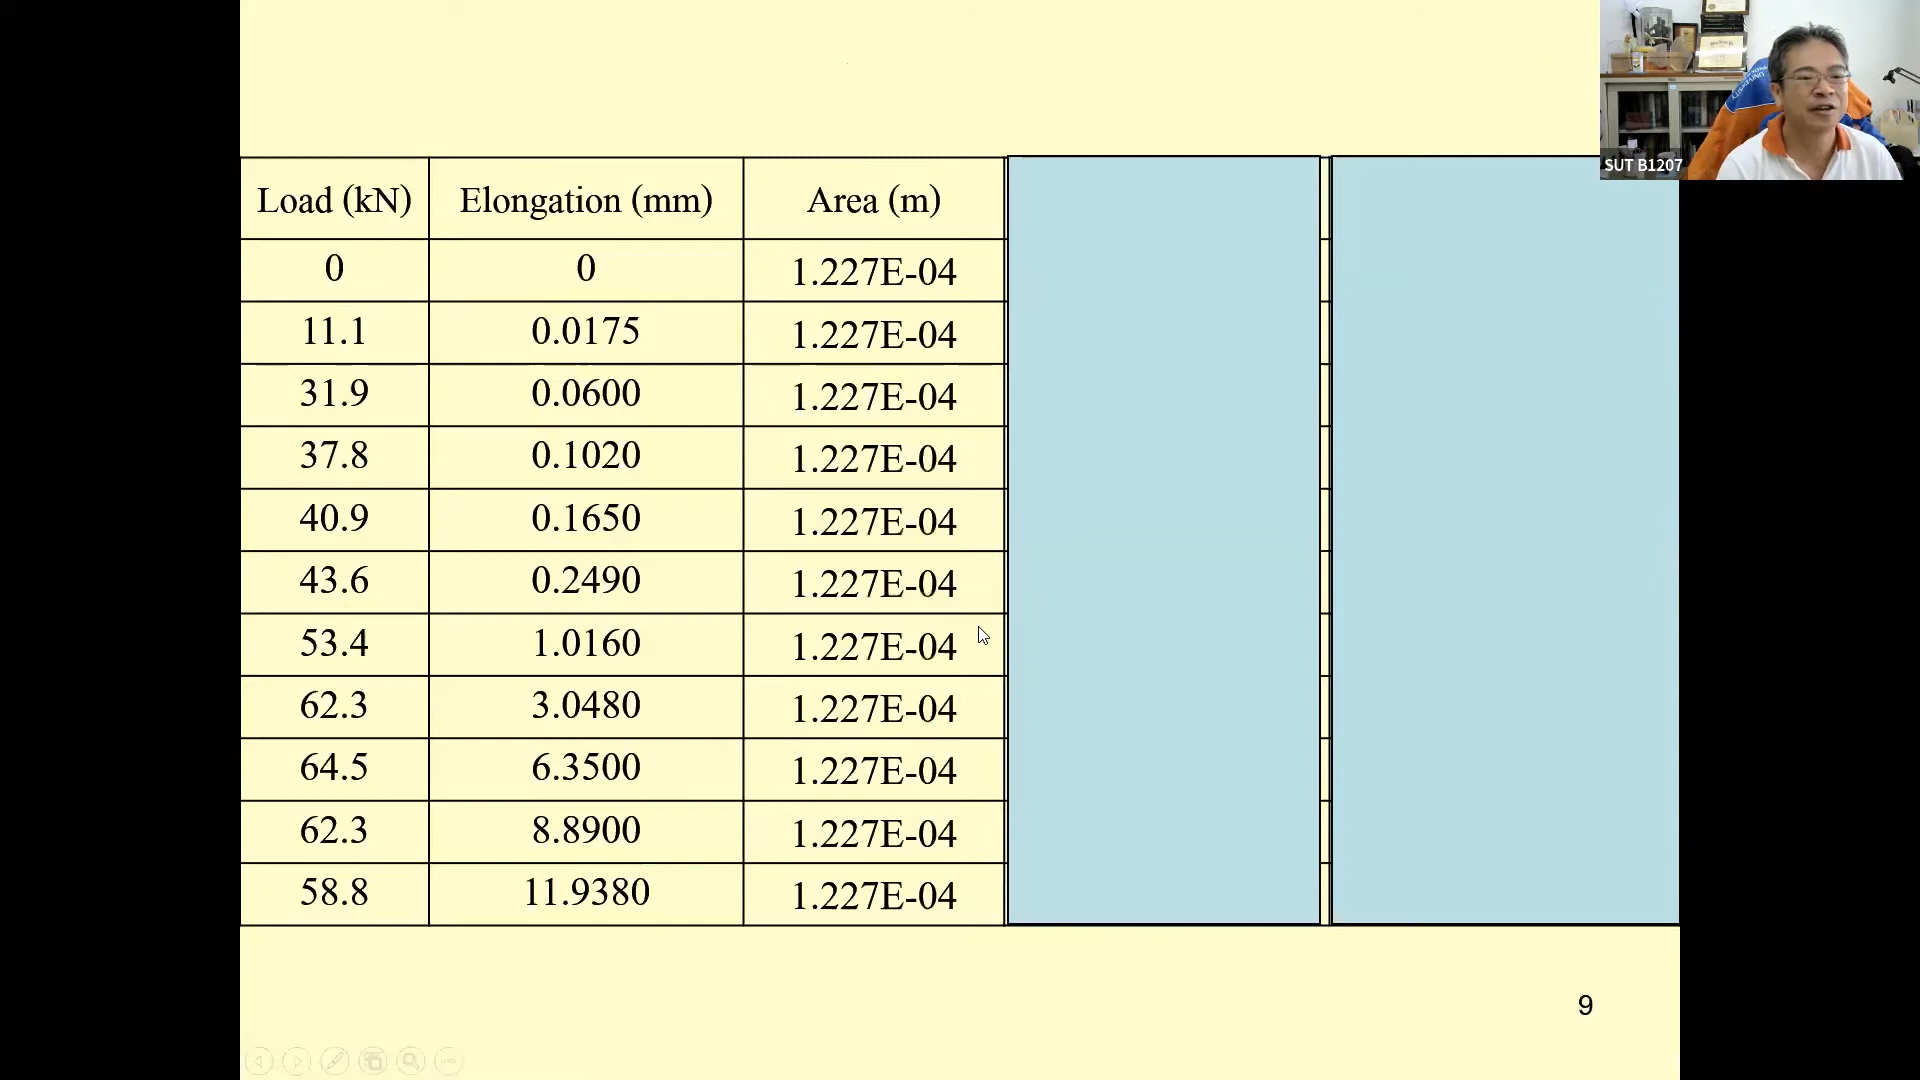 SUT B1207
Load (kN) Elongation (mm) Area (m)
0 0 1.227E-04
11.1 0.0175 1.227E-04
31.9 0.0600 1.227E-04
37.8 0.1020 1.227E-04
40.9 0.1650 1.227E-04
43.6 0.2490 1.227E-04
53.4 1.0160 1.227E-04
62.3 3.0480 1.227E-04
64.5 6.3500 1.227E-04
62.3 8.8900 1.227E-04
58.8 11.9380 1.227E-04
9